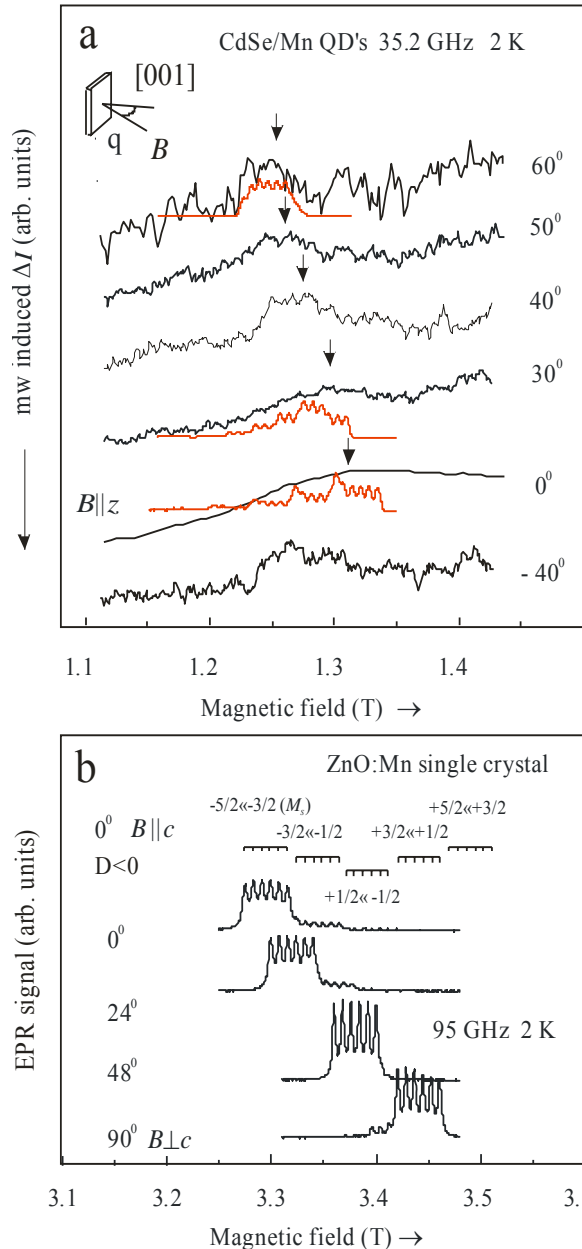 a
CdSe/Mn QD's 35.2 GHz 2 K
[001]
q B
60⁰
50⁰
40⁰
30⁰
0⁰
B||z
- 40⁰
mw induced ΔI (arb. units)
1.1 1.2 1.3 1.4
Magnetic field (T) →
b
ZnO:Mn single crystal
-5/2«-3/2 (Mₛ)
+5/2«+3/2
0⁰ B||c
-3/2«-1/2
+3/2«+1/2
D<0
+1/2« -1/2
0⁰
24⁰
95 GHz 2 K
48⁰
90⁰ B⊥c
EPR signal (arb. units)
3.1 3.3 3.4 3.5 3.
Magnetic field (T) →